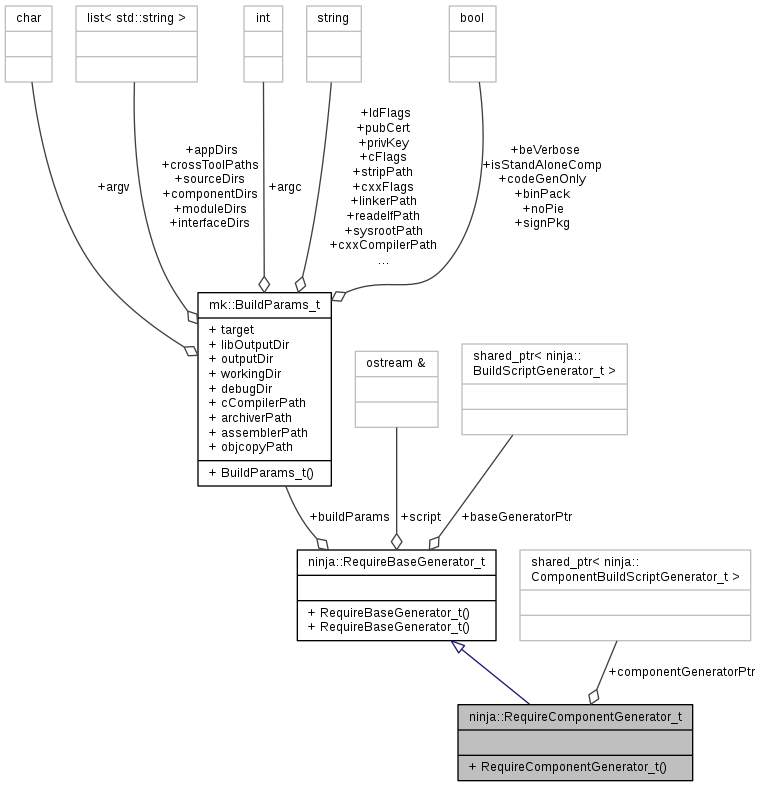 char
list< std::string >
int
string
bool
+argv
+appDirs
+crossToolPaths
+sourceDirs
+componentDirs
+moduleDirs
+interfaceDirs
+argc
+ldFlags
+pubCert
+privKey
+cFlags
+stripPath
+cxxFlags
+linkerPath
+readelfPath
+sysrootPath
+cxxCompilerPath
...
+beVerbose
+isStandAloneComp
+codeGenOnly
+binPack
+noPie
+signPkg
mk::BuildParams_t
+ target
+ libOutputDir
+ outputDir
+ workingDir
+ debugDir
+ cCompilerPath
+ archiverPath
+ assemblerPath
+ objcopyPath
+ BuildParams_t()
ostream &
shared_ptr< ninja::
BuildScriptGenerator_t >
+buildParams
+script
+baseGeneratorPtr
ninja::RequireBaseGenerator_t
+ RequireBaseGenerator_t()
+ RequireBaseGenerator_t()
shared_ptr< ninja::
ComponentBuildScriptGenerator_t >
+componentGeneratorPtr
ninja::RequireComponentGenerator_t
+ RequireComponentGenerator_t()